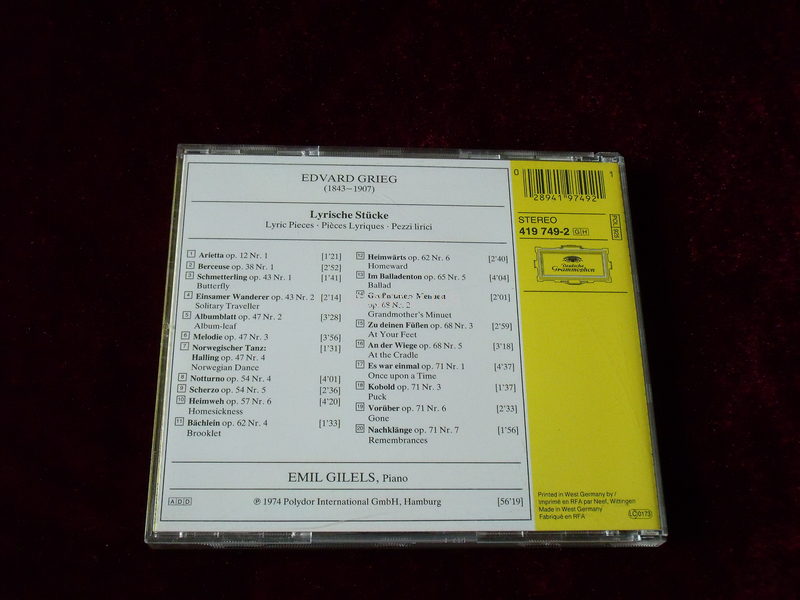 EDVARD GRIEG
(1843–1907)
Lyrische Stücke
Lyric Pieces · Pièces Lyriques · Pezzi lirici
1 Arietta op. 12 Nr. 1 [1'21]
2 Berceuse op. 38 Nr. 1 [2'52]
3 Schmetterling op. 43 Nr. 1 [1'41]
Butterfly
4 Einsamer Wanderer op. 43 Nr. 2 [2'14]
Solitary Traveller
5 Albumblatt op. 47 Nr. 2 [3'28]
Album-leaf
6 Melodie op. 47 Nr. 3 [3'56]
7 Norwegischer Tanz: [1'31]
Halling op. 47 Nr. 4
Norwegian Dance
8 Notturno op. 54 Nr. 4 [4'01]
9 Scherzo op. 54 Nr. 5 [2'36]
10 Heimweh op. 57 Nr. 6 [4'20]
Homesickness
11 Bächlein op. 62 Nr. 4 [1'33]
Brooklet
12 Heimwärts op. 62 Nr. 6 [2'40]
Homeward
13 Im Balladenton op. 65 Nr. 5 [4'04]
Ballad
14 [2'01]
op. 68 Nr. 2
Grandmother's Minuet
15 Zu deinen Füßen op. 68 Nr. 3 [2'59]
At Your Feet
16 An der Wiege op. 68 Nr. 5 [3'18]
At the Cradle
17 Es war einmal op. 71 Nr. 1 [4'37]
Once upon a Time
18 Kobold op. 71 Nr. 3 [1'37]
Puck
19 Vorüber op. 71 Nr. 6 [2'33]
Gone
20 Nachklänge op. 71 Nr. 7 [1'56]
Remembrances
EMIL GILELS, Piano
ADD ℗ 1974 Polydor International GmbH, Hamburg [56'19]
0 28941 97492 1
STEREO
419 749-2 GH
Deutsche
Grammophon
Printed in West Germany by /
Imprimé en RFA par Neef, Wittingen
Made in West Germany
Fabriqué en RFA
LC 0173